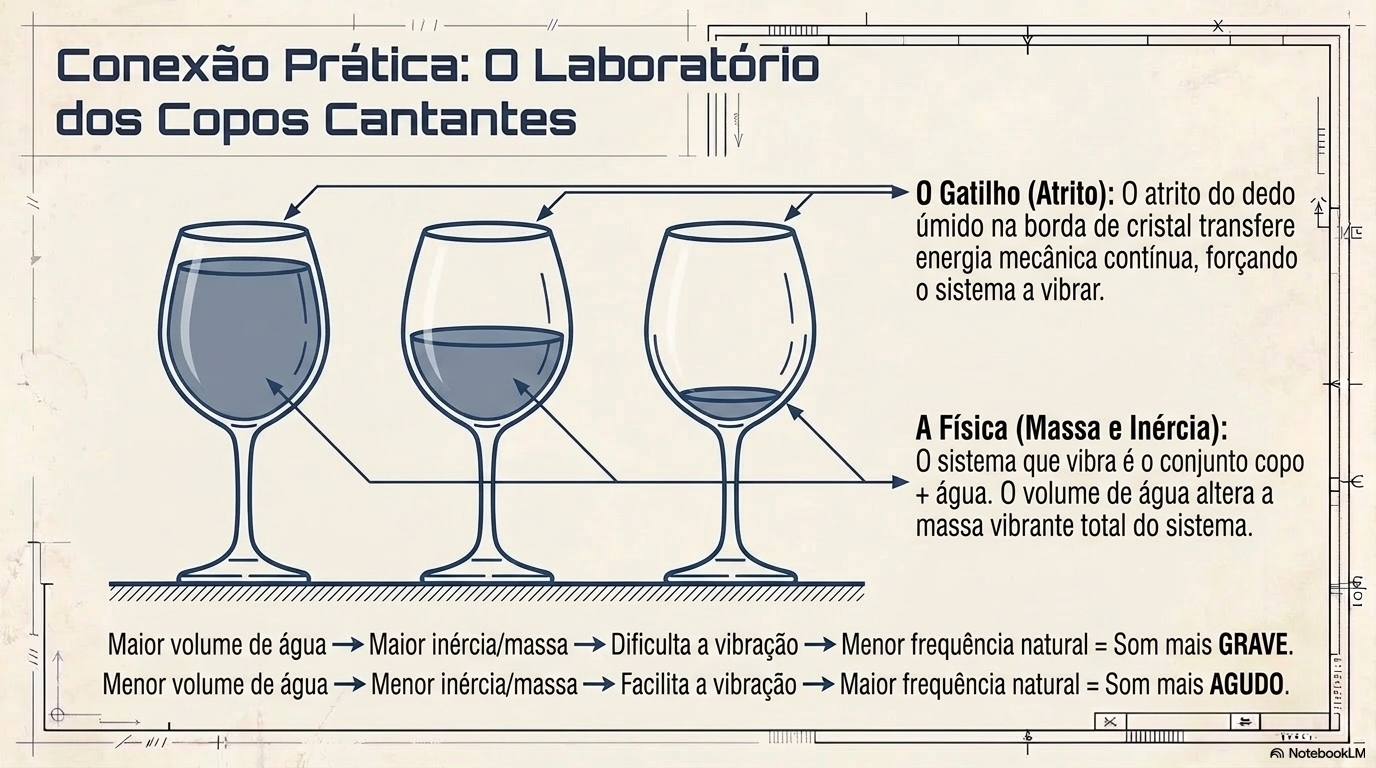 Conexão Prática: O Laboratório
dos Copos Cantantes
O Gatilho (Atrito): O atrito do dedo
úmido na borda de cristal transfere
energia mecânica contínua, forçando
o sistema a vibrar.
A Física (Massa e Inércia):
O sistema que vibra é o conjunto copo
+ água. O volume de água altera a
massa vibrante total do sistema.
Maior volume de água → Maior inércia/massa → Dificulta a vibração → Menor frequência natural = Som mais GRAVE.
Menor volume de água → Menor inércia/massa → Facilita a vibração → Maior frequência natural = Som mais AGUDO.
NotebookLM